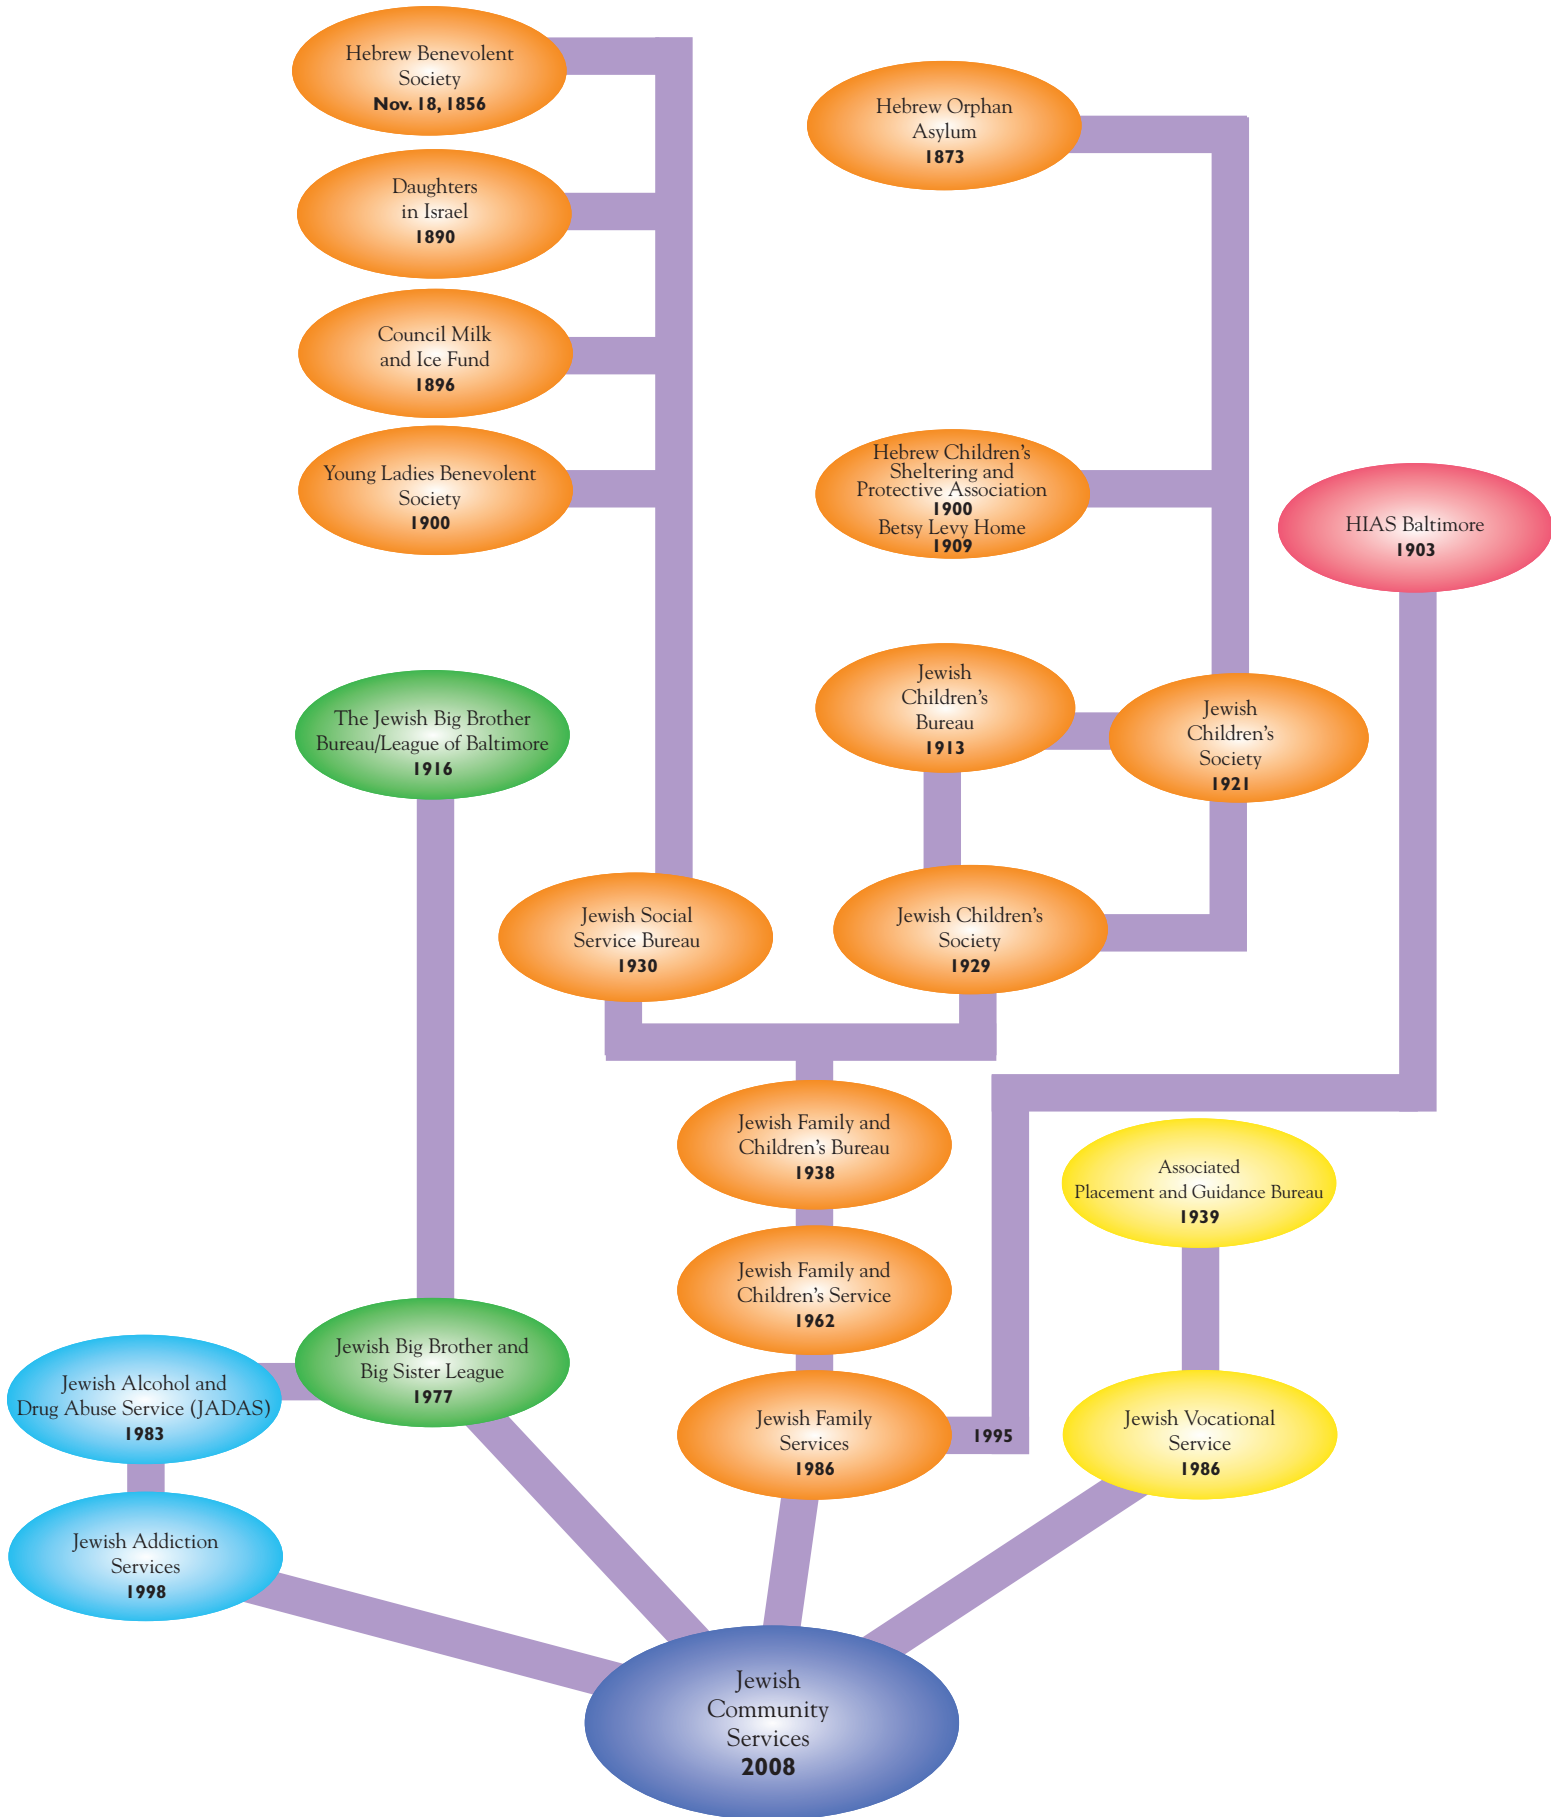 Hebrew Benevolent
Society
Nov. 18, 1856
Hebrew Orphan
Asylum
1873
Daughters
in Israel
1890
Council Milk
and Ice Fund
1896
Young Ladies Benevolent
Society
1900
Hebrew Children's
Sheltering and
Protective Association
1900
Betsy Levy Home
1909
HIAS Baltimore
1903
The Jewish Big Brother
Bureau/League of Baltimore
1916
Jewish
Children's
Bureau
1913
Jewish
Children's
Society
1921
Jewish Social
Service Bureau
1930
Jewish Children's
Society
1929
Jewish Family and
Children's Bureau
1938
Associated
Placement and Guidance Bureau
1939
Jewish Family and
Children's Service
1962
Jewish Alcohol and
Drug Abuse Service (JADAS)
1983
Jewish Big Brother and
Big Sister League
1977
Jewish Family
Services
1986
1995
Jewish Vocational
Service
1986
Jewish Addiction
Services
1998
Jewish
Community
Services
2008